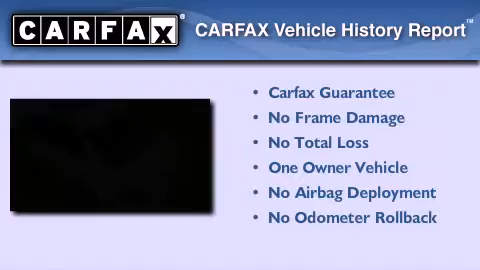 CARFAX® CARFAX Vehicle History Report™
• Carfax Guarantee
• No Frame Damage
• No Total Loss
• One Owner Vehicle
• No Airbag Deployment
• No Odometer Rollback